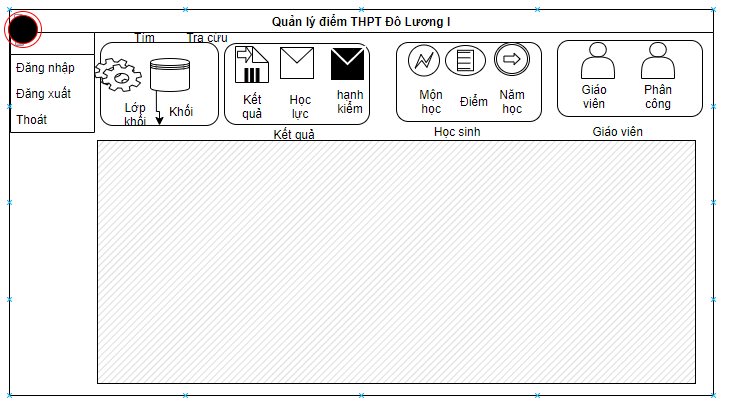 Quản lý điểm THPT Đô Lương I
Tìm
Tra cứu
Đăng nhập
Đăng xuất
Thoát
Lớp
khối
Khối
Kết
quả
Học
lực
hạnh
kiểm
Kết quả
Môn
học
Điểm
Năm
học
Học sinh
Giáo
viên
Phân
công
Giáo viên